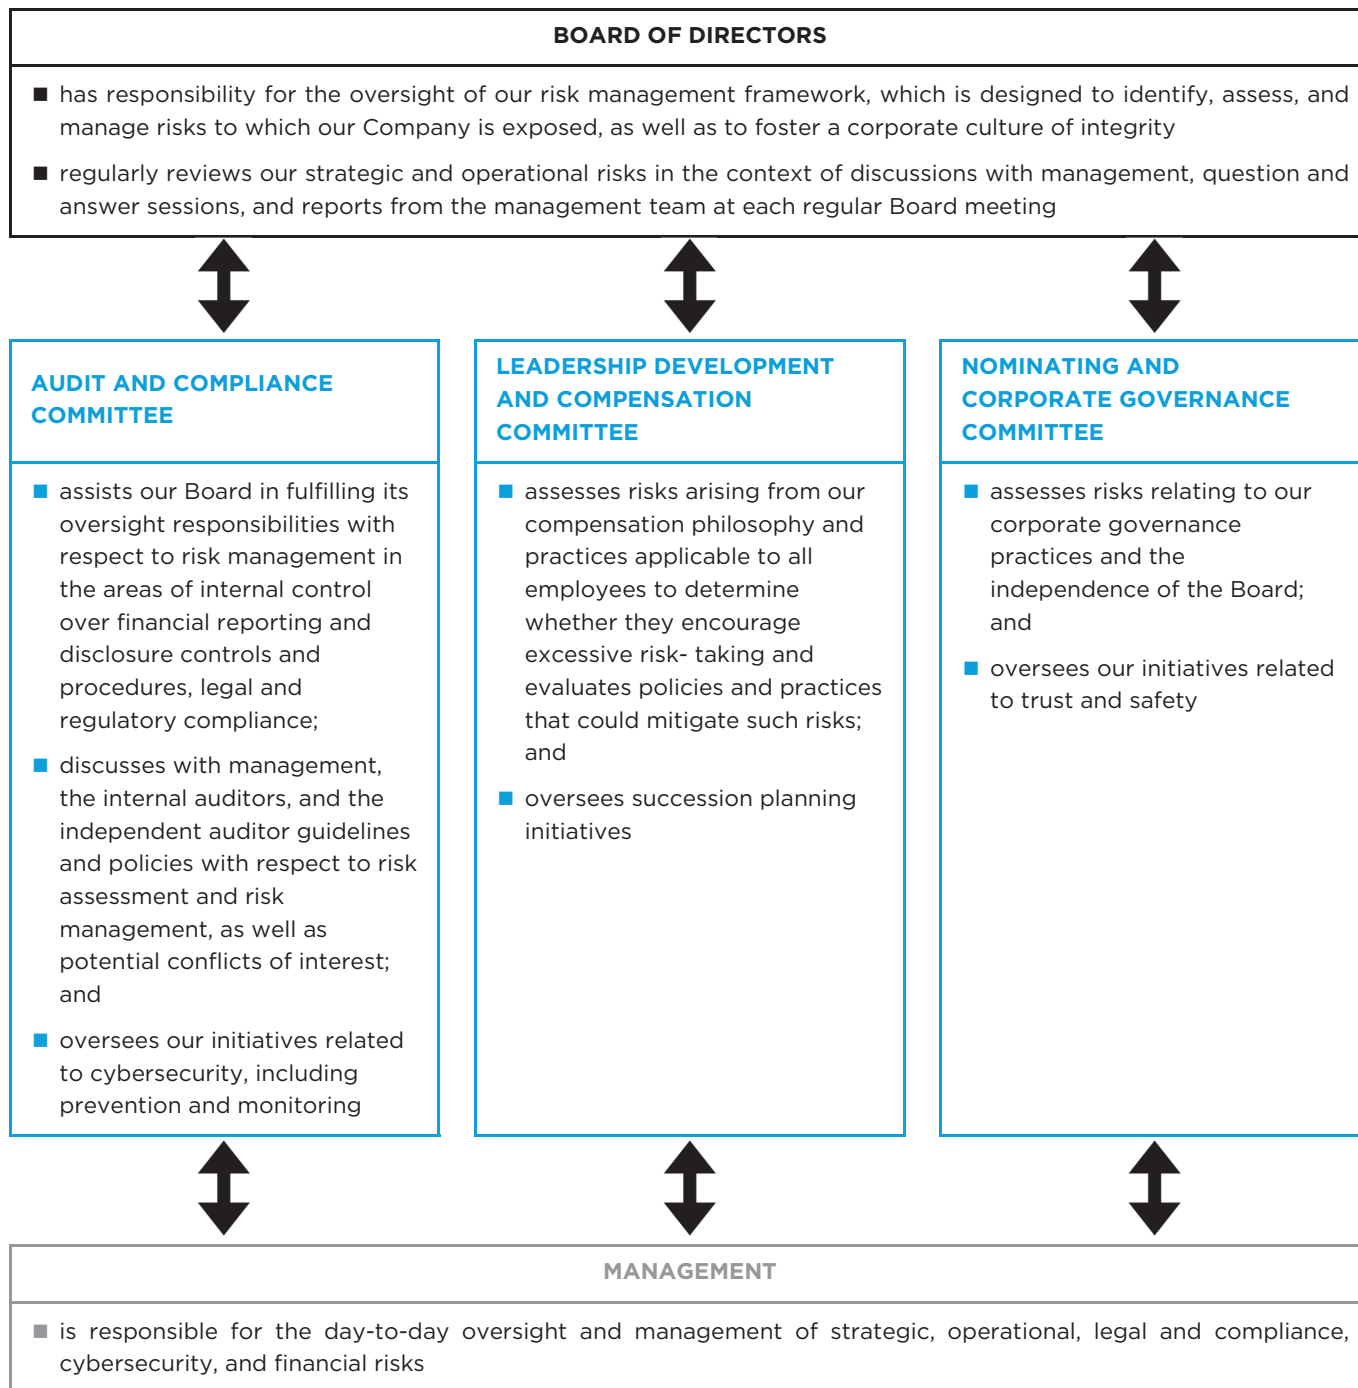 BOARD OF DIRECTORS
■ has responsibility for the oversight of our risk management framework, which is designed to identify, assess, and
manage risks to which our Company is exposed, as well as to foster a corporate culture of integrity
■ regularly reviews our strategic and operational risks in the context of discussions with management, question and
answer sessions, and reports from the management team at each regular Board meeting
AUDIT AND COMPLIANCE
COMMITTEE
■ assists our Board in fulfilling its
oversight responsibilities with
respect to risk management in
the areas of internal control
over financial reporting and
disclosure controls and
procedures, legal and
regulatory compliance;
■ discusses with management,
the internal auditors, and the
independent auditor guidelines
and policies with respect to risk
assessment and risk
management, as well as
potential conflicts of interest;
and
■ oversees our initiatives related
to cybersecurity, including
prevention and monitoring
LEADERSHIP DEVELOPMENT
AND COMPENSATION
COMMITTEE
■ assesses risks arising from our
compensation philosophy and
practices applicable to all
employees to determine
whether they encourage
excessive risk- taking and
evaluates policies and practices
that could mitigate such risks;
and
■ oversees succession planning
initiatives
NOMINATING AND
CORPORATE GOVERNANCE
COMMITTEE
■ assesses risks relating to our
corporate governance
practices and the
independence of the Board;
and
■ oversees our initiatives related
to trust and safety
MANAGEMENT
■ is responsible for the day-to-day oversight and management of strategic, operational, legal and compliance,
cybersecurity, and financial risks